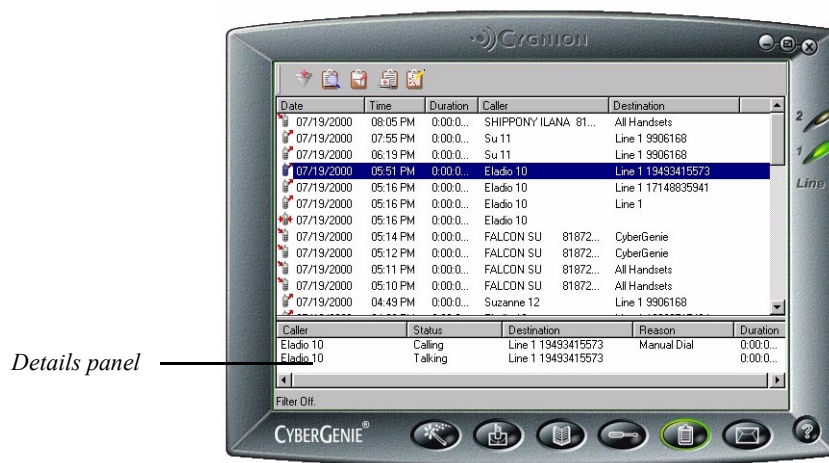 CYGNION
Date Time Duration Caller Destination
07/19/2000 08:05 PM 0:00:0... SHIPPONY ILANA 81... All Handsets
07/19/2000 07:55 PM 0:00:0... Su 11 Line 1 9906168
07/19/2000 06:19 PM 0:00:0... Su 11 Line 1 9906168
07/19/2000 05:51 PM 0:00:0... Eladio 10 Line 1 19493415573
07/19/2000 05:16 PM 0:00:0... Eladio 10 Line 1 17148835941
07/19/2000 05:16 PM 0:00:0... Eladio 10 Line 1
07/19/2000 05:16 PM 0:00:0... Eladio 10
07/19/2000 05:14 PM 0:00:0... FALCON SU 81872... CyberGenie
07/19/2000 05:12 PM 0:00:0... FALCON SU 81872... CyberGenie
07/19/2000 05:11 PM 0:00:0... FALCON SU 81872... All Handsets
07/19/2000 05:10 PM 0:00:0... FALCON SU 81872... All Handsets
07/19/2000 04:49 PM 0:00:0... Suzanne 12 Line 1 9906168
2
1
Line
Caller Status Destination Reason Duration
Eladio 10 Calling Line 1 19493415573 Manual Dial 0:00:0...
Eladio 10 Talking Line 1 19493415573 0:00:0...
Details panel
Filter Off.
CYBERGENIE®
?